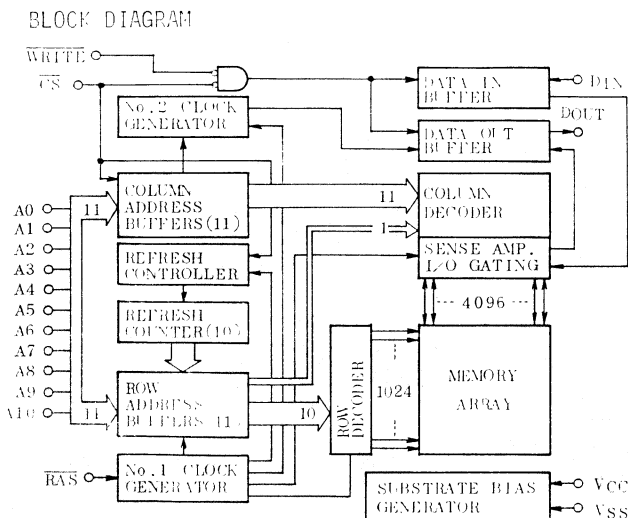 BLOCK DIAGRAM
WRITE
CS
No.2 CLOCK
GENERATOR
DATA IN
BUFFER
DIN
DOUT
DATA OUT
BUFFER
COLUMN
ADDRESS
BUFFERS(11)
11
11
COLUMN
DECODER
A0
A1
A2
A3
A4
A5
A6
A7
A8
A9
A10
REFRESH
CONTROLLER
1
SENSE AMP.
I/O GATING
REFRESH
COUNTER(10)
4096
ROW
ADDRESS
BUFFERS 11
11
10
ROW DECODER
1024
MEMORY
ARRAY
RAS
No.1 CLOCK
GENERATOR
SUBSTRATE BIAS
GENERATOR
VCC
VSS